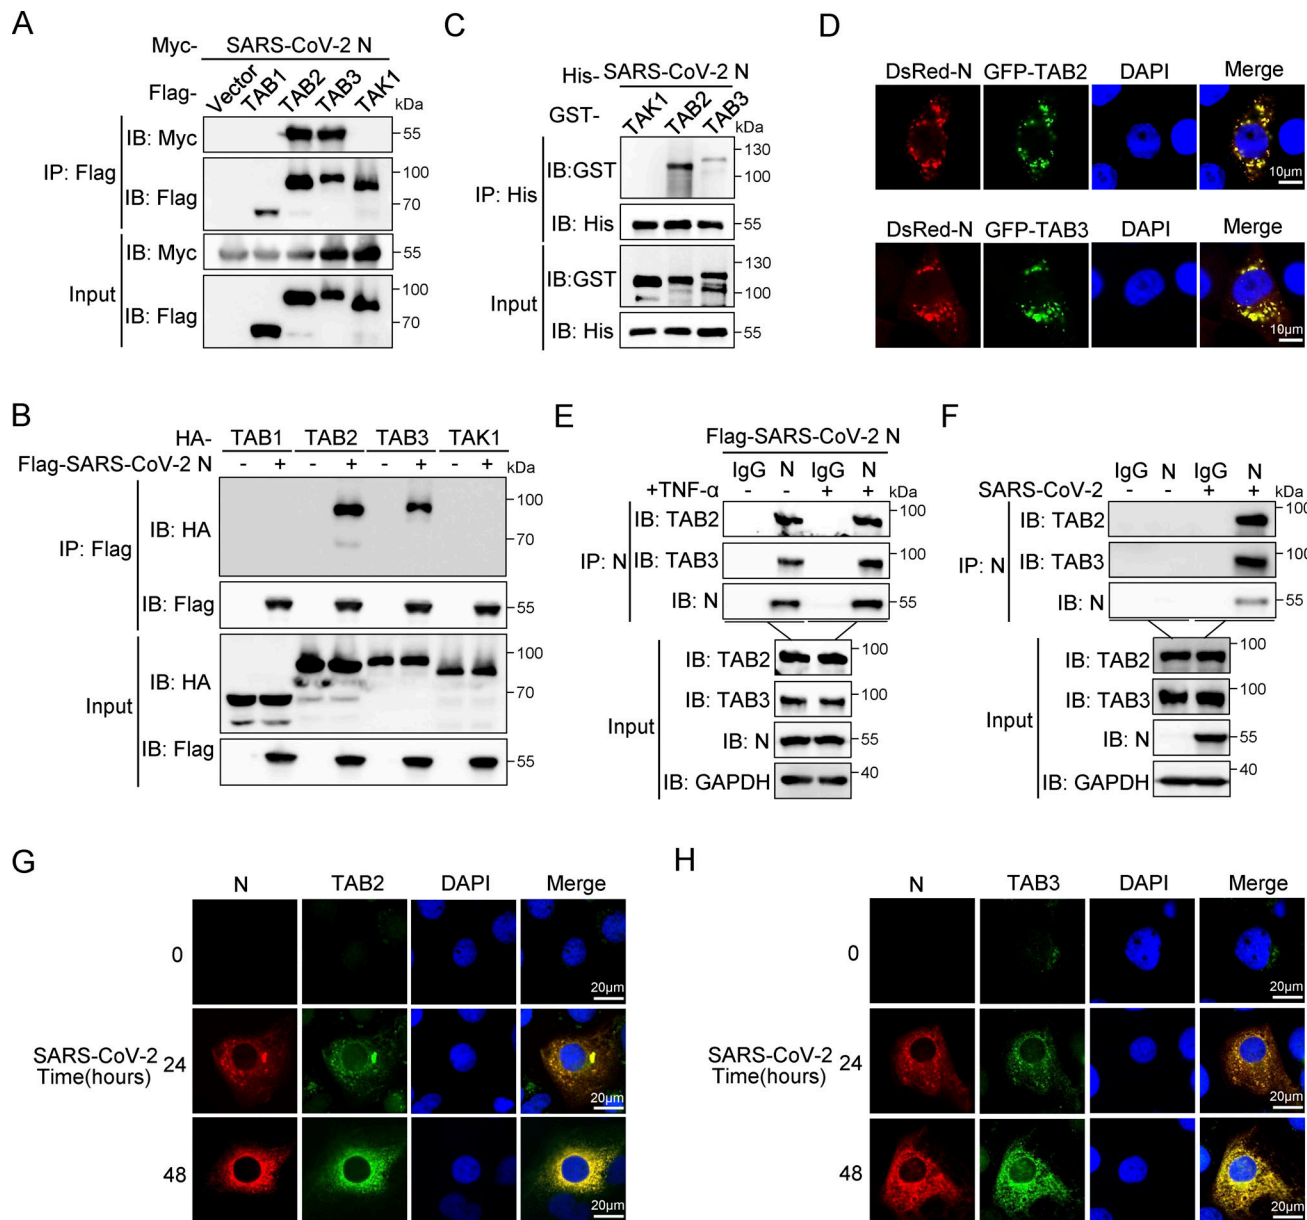 A
Myc- SARS-CoV-2 N
Flag- Vector TAB1 TAB2 TAB3 TAK1 kDa
IP: Flag
IB: Myc 55
IB: Flag 100
70
Input
IB: Myc 55
IB: Flag 100
70
C
His- SARS-CoV-2 N
GST- TAK1 TAB2 TAB3 kDa
IP: His
IB:GST 130
100
IB: His 55
Input
IB:GST 130
100
IB: His 55
D
DsRed-N GFP-TAB2 DAPI Merge
10μm
DsRed-N GFP-TAB3 DAPI Merge
10μm
B
HA- TAB1 TAB2 TAB3 TAK1
Flag-SARS-CoV-2 N - + - + - + - + kDa
IP: Flag
IB: HA 100
70
IB: Flag 55
Input
IB: HA 100
70
IB: Flag 55
E
Flag-SARS-CoV-2 N
IgG N IgG N
+TNF-α - - + + kDa
IP: N
IB: TAB2 100
IB: TAB3 100
IB: N 55
Input
IB: TAB2 100
IB: TAB3 100
IB: N 55
IB: GAPDH 40
F
IgG N IgG N
SARS-CoV-2 - - + + kDa
IP: N
IB: TAB2 100
IB: TAB3 100
IB: N 55
Input
IB: TAB2 100
IB: TAB3 100
IB: N 55
IB: GAPDH 40
G
N TAB2 DAPI Merge
0
20μm
SARS-CoV-2
Time(hours)
24
20μm
48
20μm
H
N TAB3 DAPI Merge
0
20μm
SARS-CoV-2
Time(hours)
24
20μm
48
20μm